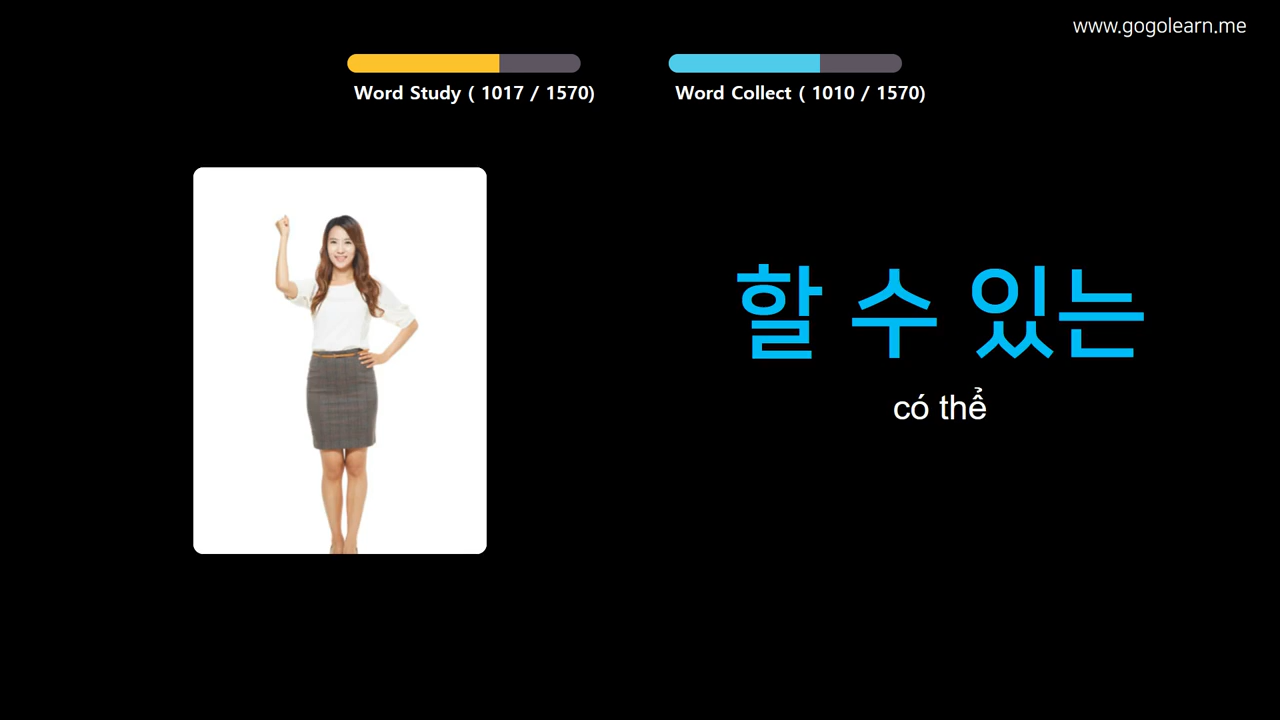 www.gogolearn.me
Word Study ( 1017 / 1570)
Word Collect ( 1010 / 1570)
할 수 있는
có thể